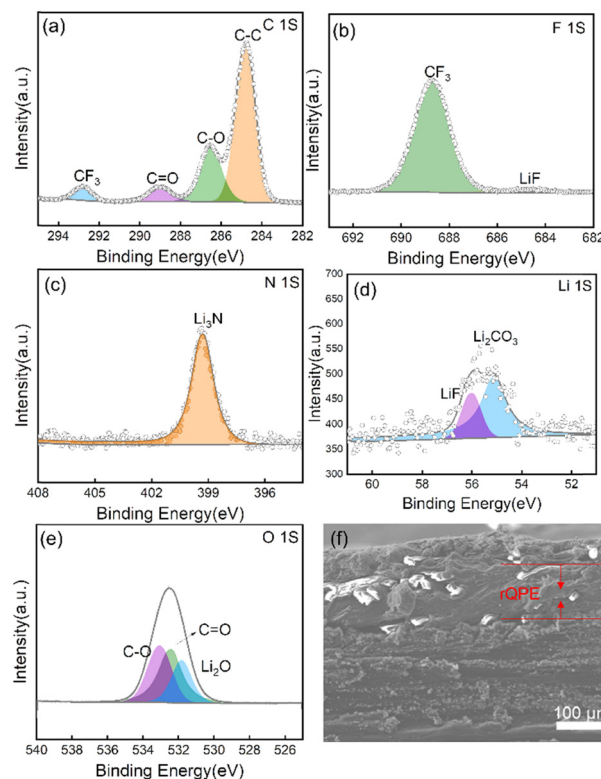 (a)
C 1S
C-C
C-O
CF₃
C=O
Intensity(a.u.)
294 292 290 288 286 284 282
Binding Energy(eV)
(b)
F 1S
CF₃
LiF
Intensity(a.u.)
692 690 688 686 684 682
Binding Energy(eV)
(c)
N 1S
Li₃N
Intensity(a.u.)
408 405 402 399 396
Binding Energy(eV)
(d)
Li 1S
Li₂CO₃
LiF
Intensity(a.u.)
700
650
600
550
500
450
400
350
300
60 58 56 54 52
Binding Energy(eV)
(e)
O 1S
C-O
C=O
Li₂O
Intensity(a.u.)
540 537 534 532 530 528 526
Binding Energy(eV)
(f)
rQPE